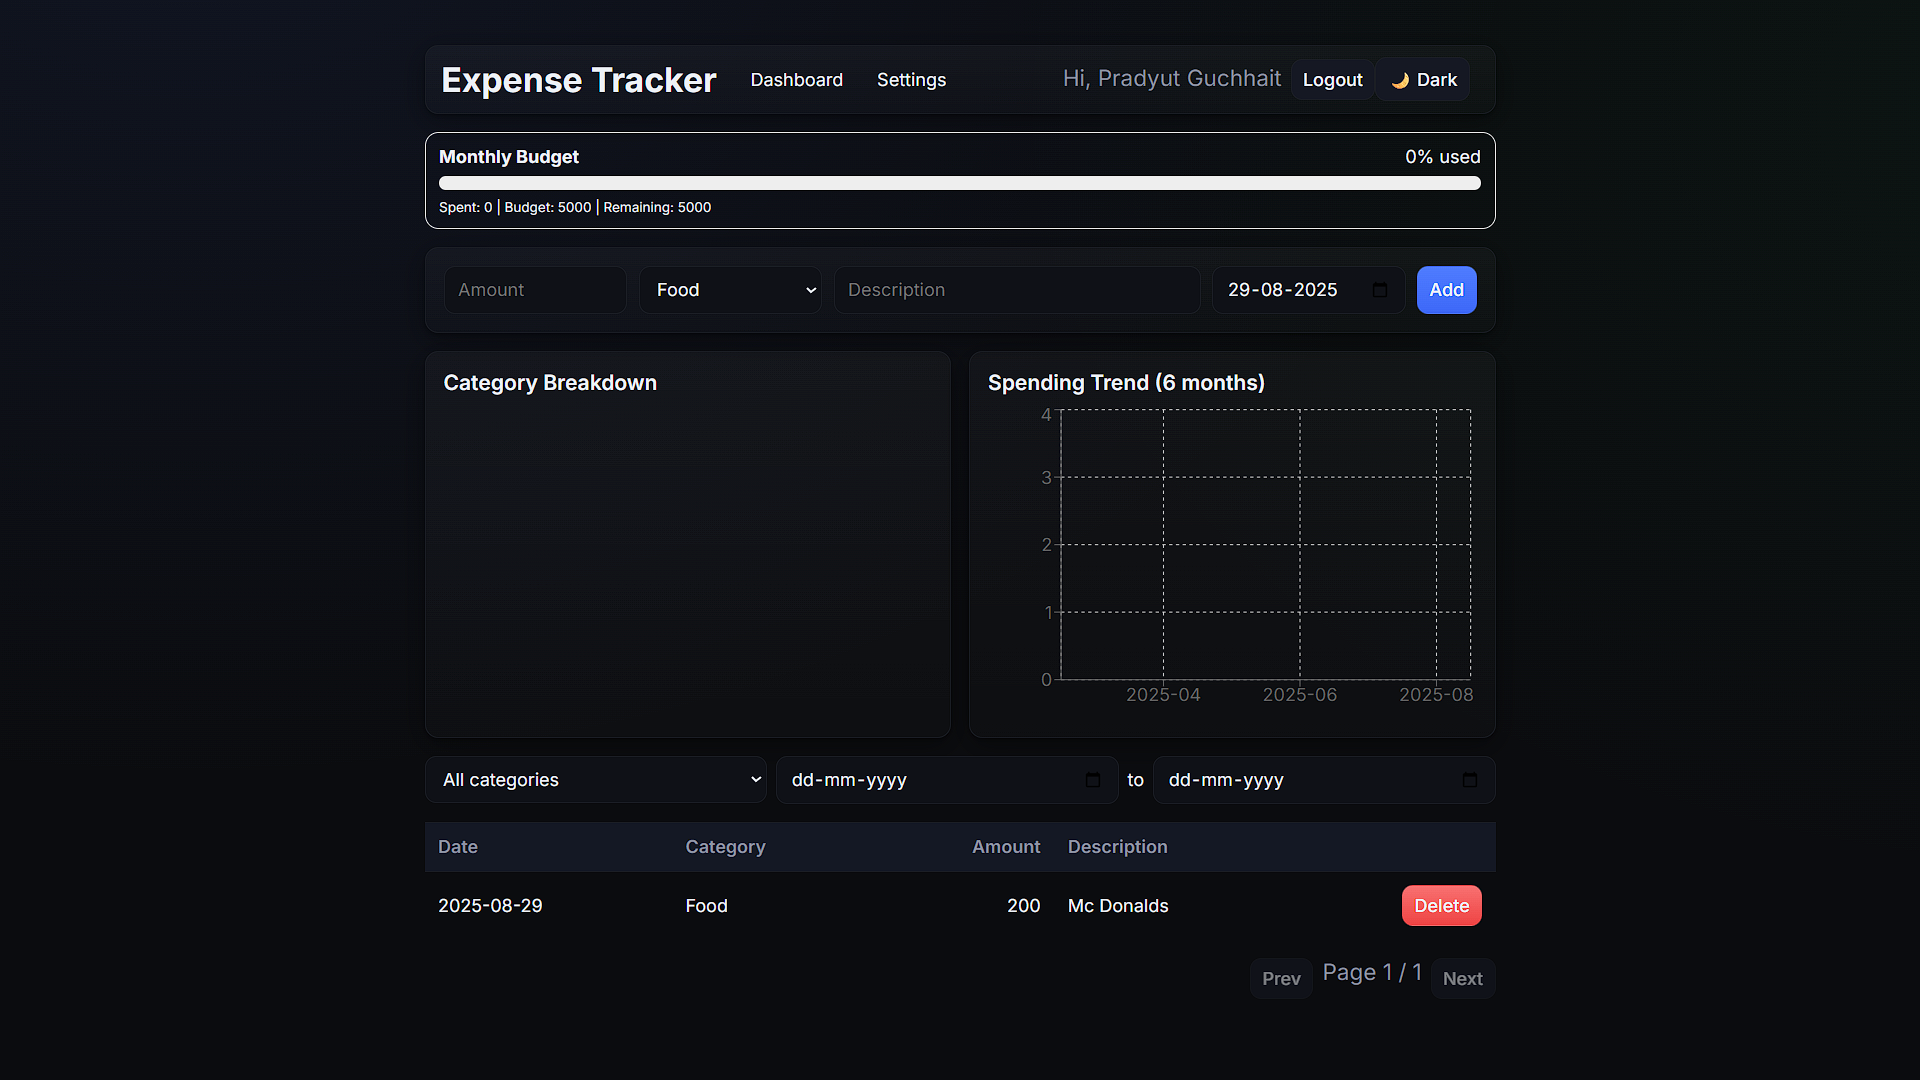 Expense Tracker Dashboard Settings Hi, Pradyut Guchhait Logout 🌙 Dark
Monthly Budget 0% used
Spent: 0 | Budget: 5000 | Remaining: 5000
Amount Food Description 29-08-2025 Add
Category Breakdown
Spending Trend (6 months)
4
3
2
1
0
2025-04 2025-06 2025-08
All categories dd-mm-yyyy to dd-mm-yyyy
Date Category Amount Description
2025-08-29 Food 200 Mc Donalds Delete
Prev Page 1 / 1 Next